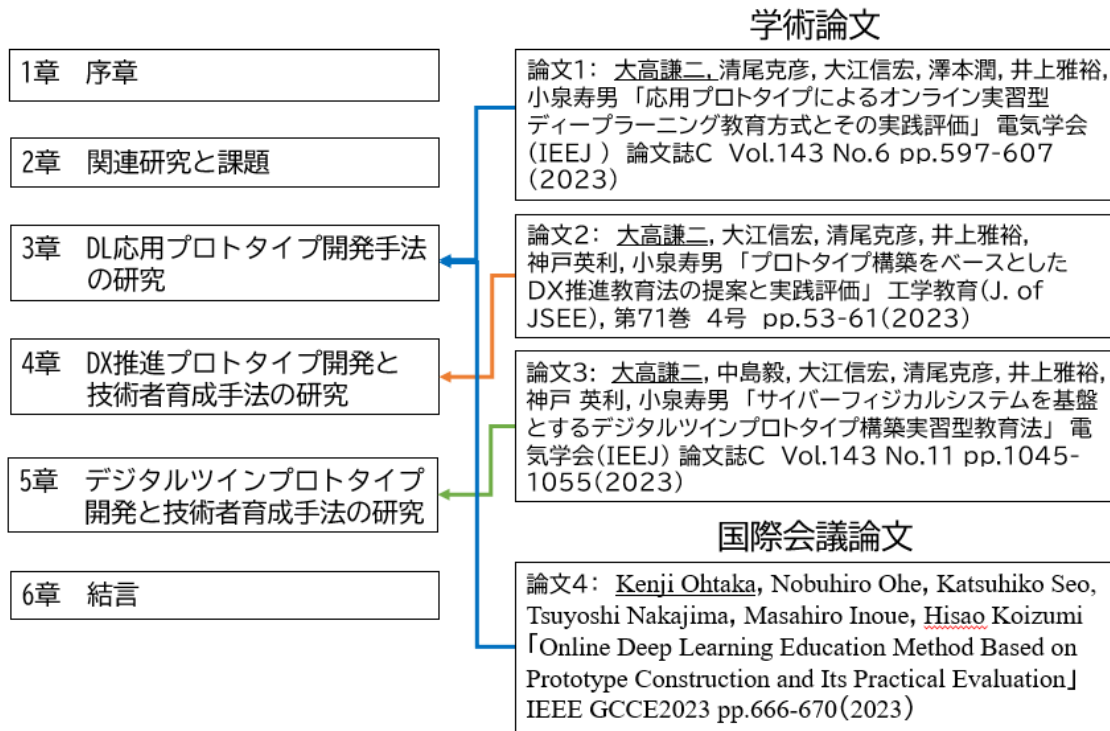 1章 序章
2章 関連研究と課題
3章 DL応用プロトタイプ開発手法
の研究
4章 DX推進プロトタイプ開発と
技術者育成手法の研究
5章 デジタルツインプロトタイプ
開発と技術者育成手法の研究
6章 結言
学術論文
論文1: 大高謙二, 清尾克彦, 大江信宏, 澤本潤, 井上雅裕,
小泉寿男 「応用プロトタイプによるオンライン実習型
ディープラーニング教育方式とその実践評価」 電気学会
(IEEJ ) 論文誌C Vol.143 No.6 pp.597-607
(2023)
論文2: 大高謙二, 大江信宏, 清尾克彦, 井上雅裕,
神戸英利, 小泉寿男 「プロトタイプ構築をベースとした
DX推進教育法の提案と実践評価」 工学教育(J. of
JSEE), 第71巻 4号 pp.53-61(2023)
論文3: 大高謙二, 中島毅, 大江信宏, 清尾克彦, 井上雅裕,
神戸 英利, 小泉寿男 「サイバーフィジカルシステムを基盤
とするデジタルツインプロトタイプ構築実習型教育法」 電
気学会(IEEJ) 論文誌C Vol.143 No.11 pp.1045-
1055(2023)
国際会議論文
論文4: Kenji Ohtaka, Nobuhiro Ohe, Katsuhiko Seo,
Tsuyoshi Nakajima, Masahiro Inoue, Hisao Koizumi
「Online Deep Learning Education Method Based on
Prototype Construction and Its Practical Evaluation」
IEEE GCCE2023 pp.666-670(2023)